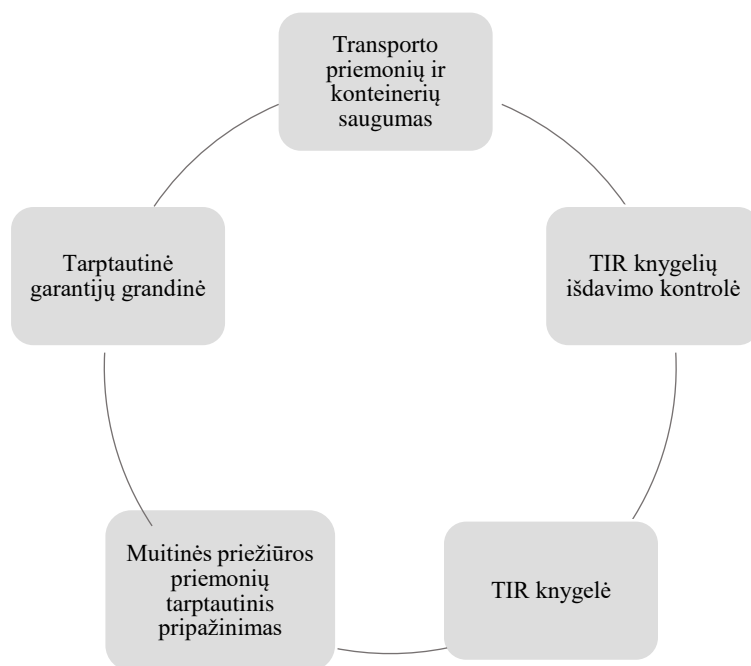 Transporto
priemonių ir
konteinerių
saugumas
TIR knygelių
išdavimo kontrolė
TIR knygelė
Muitinės priežiūros
priemonių
tarptautinis
pripažinimas
Tarptautinė
garantijų grandinė